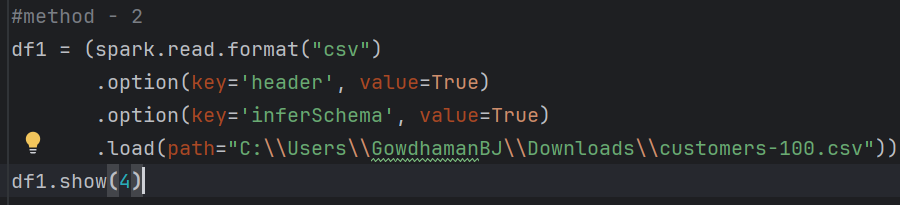 #method - 2
df1 = (spark.read.format("csv")
.option(key='header', value=True)
.option(key='inferSchema', value=True)
.load(path="C:\\Users\\GowdhamanBJ\\Downloads\\customers-100.csv"))
df1.show(4)